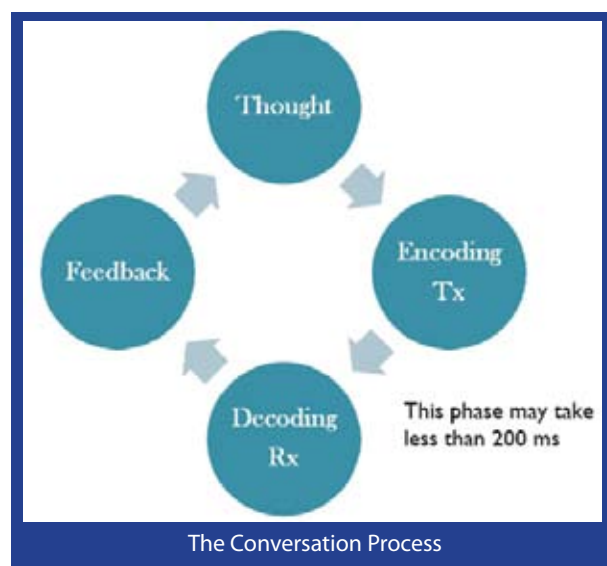 Thought
Encoding
Tx
Feedback
Decoding
Rx
This phase may take
less than 200 ms
The Conversation Process